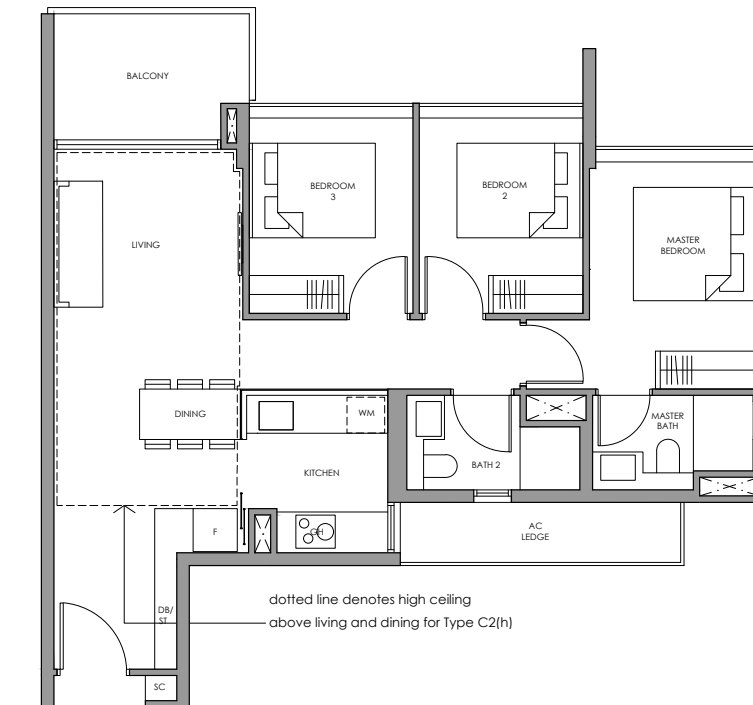 BALCONY
BEDROOM
3
BEDROOM
2
LIVING
MASTER
BEDROOM
DINING
WM
MASTER
BATH
KITCHEN
BATH 2
F
GH
AC
LEDGE
dotted line denotes high ceiling
above living and dining for Type C2(h)
DB/
ST
SC